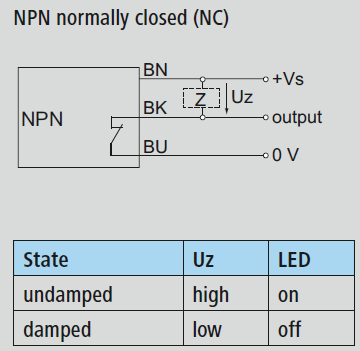 NPN normally closed (NC)
BN
+Vs
Z
Uz
BK
output
NPN
BU
0 V
State Uz LED
undamped high on
damped low off